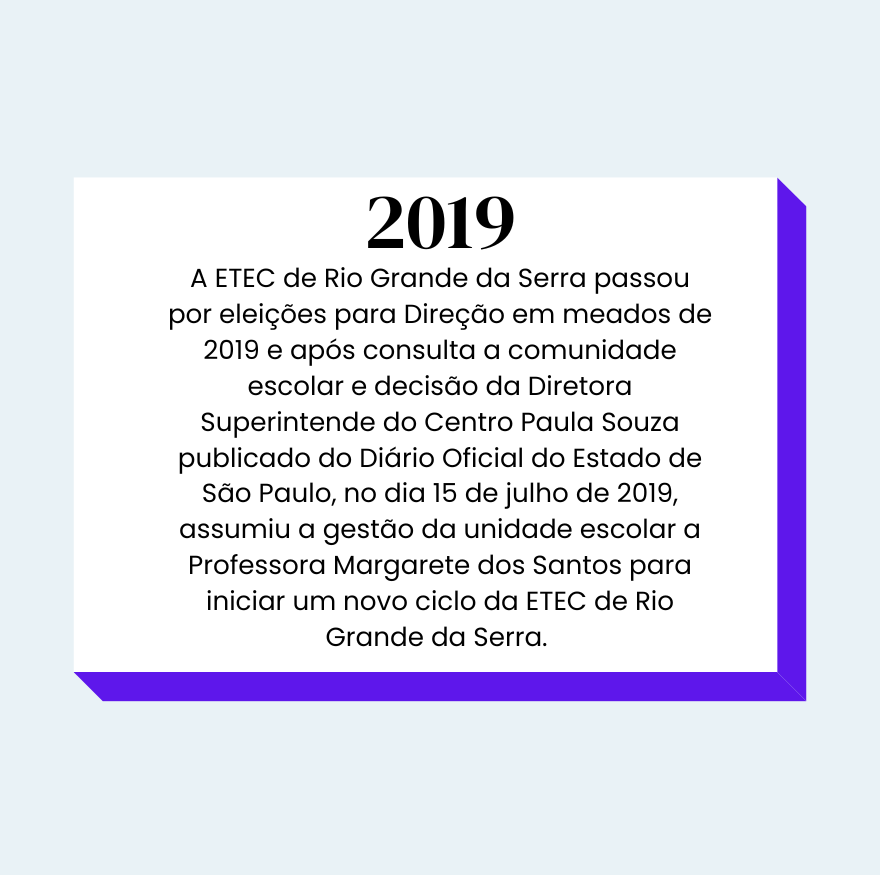 2019
A ETEC de Rio Grande da Serra passou
por eleições para Direção em meados de
2019 e após consulta a comunidade
escolar e decisão da Diretora
Superintende do Centro Paula Souza
publicado do Diário Oficial do Estado de
São Paulo, no dia 15 de julho de 2019,
assumiu a gestão da unidade escolar a
Professora Margarete dos Santos para
iniciar um novo ciclo da ETEC de Rio
Grande da Serra.